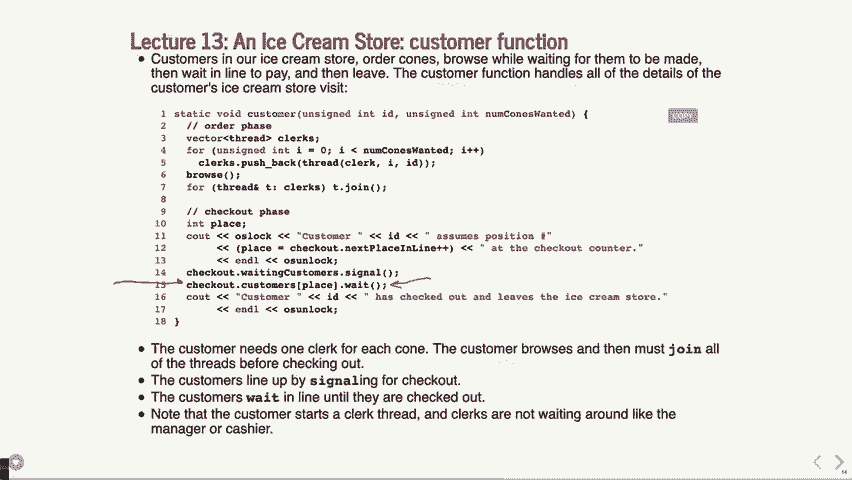 Lecture 13: An Ice Cream Store: customer function
• Customers in our ice cream store, order cones, browse while waiting for them to be made,
then wait in line to pay, and then leave. The customer function handles all of the details of the
customer's ice cream store visit:
COPY
1 static void customer(unsigned int id, unsigned int numConesWanted) {
2 // order phase
3 vector<thread> clerks;
4 for (unsigned int i = 0; i < numConesWanted; i++)
5 clerks.push_back(thread(clerk, i, id));
6 browse();
7 for (thread& t: clerks) t.join();
8
9 // checkout phase
10 int place;
11 cout << oslock << "Customer " << id << " assumes position #"
12 << (place = checkout.nextPlaceInLine++) << " at the checkout counter."
13 << endl << osunlock;
14 checkout.waitingCustomers.signal();
15 checkout.customers[place].wait();
16 cout << "Customer " << id << " has checked out and leaves the ice cream store."
17 << endl << osunlock;
18 }
• The customer needs one clerk for each cone. The customer browses and then must join all
of the threads before checking out.
• The customers line up by signaling for checkout.
• The customers wait in line until they are checked out.
• Note that the customer starts a clerk thread, and clerks are not waiting around like the
manager or cashier.
14